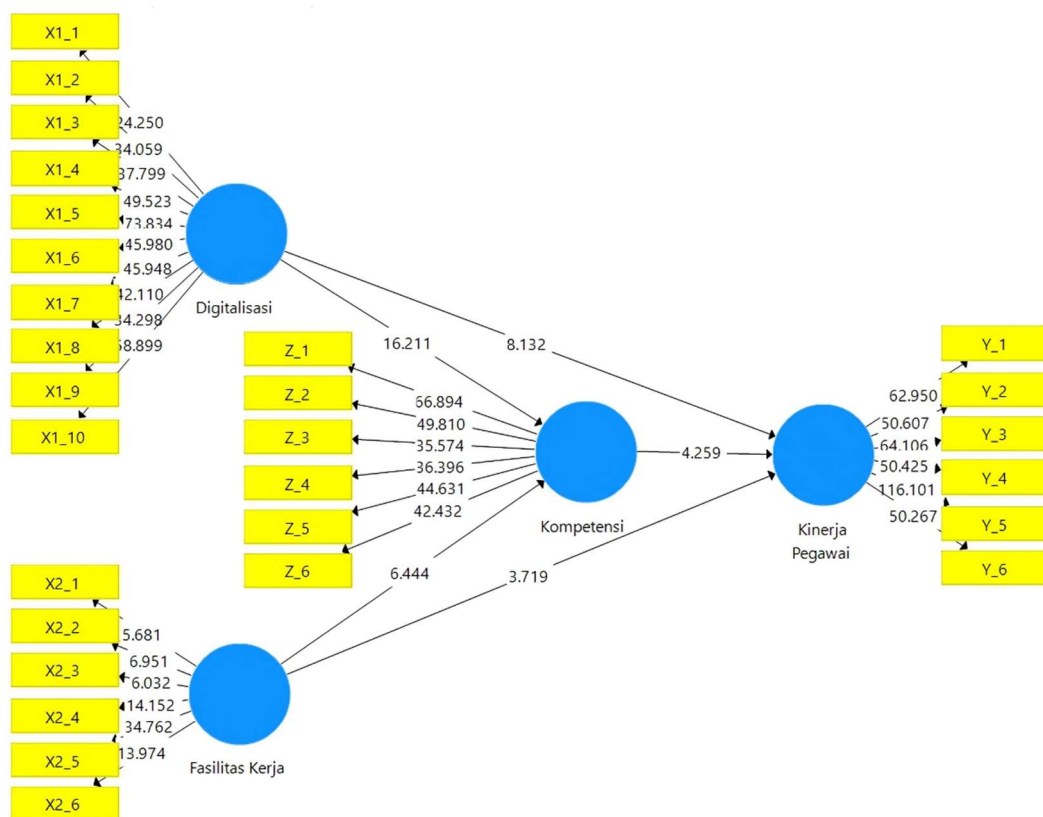 X1_1
X1_2
X1_3
X1_4
X1_5
X1_6
X1_7
X1_8
X1_9
X1_10
24.250
34.059
37.799
49.523
73.834
45.980
45.948
42.110
34.298
58.899
Digitalisasi
16.211
8.132
Z_1
Z_2
Z_3
Z_4
Z_5
Z_6
66.894
49.810
35.574
36.396
44.631
42.432
Kompetensi
4.259
Kinerja
Pegawai
62.950
50.607
64.106
50.425
116.101
50.267
Y_1
Y_2
Y_3
Y_4
Y_5
Y_6
6.444
3.719
X2_1
X2_2
X2_3
X2_4
X2_5
X2_6
5.681
6.951
6.032
14.152
34.762
13.974
Fasilitas Kerja